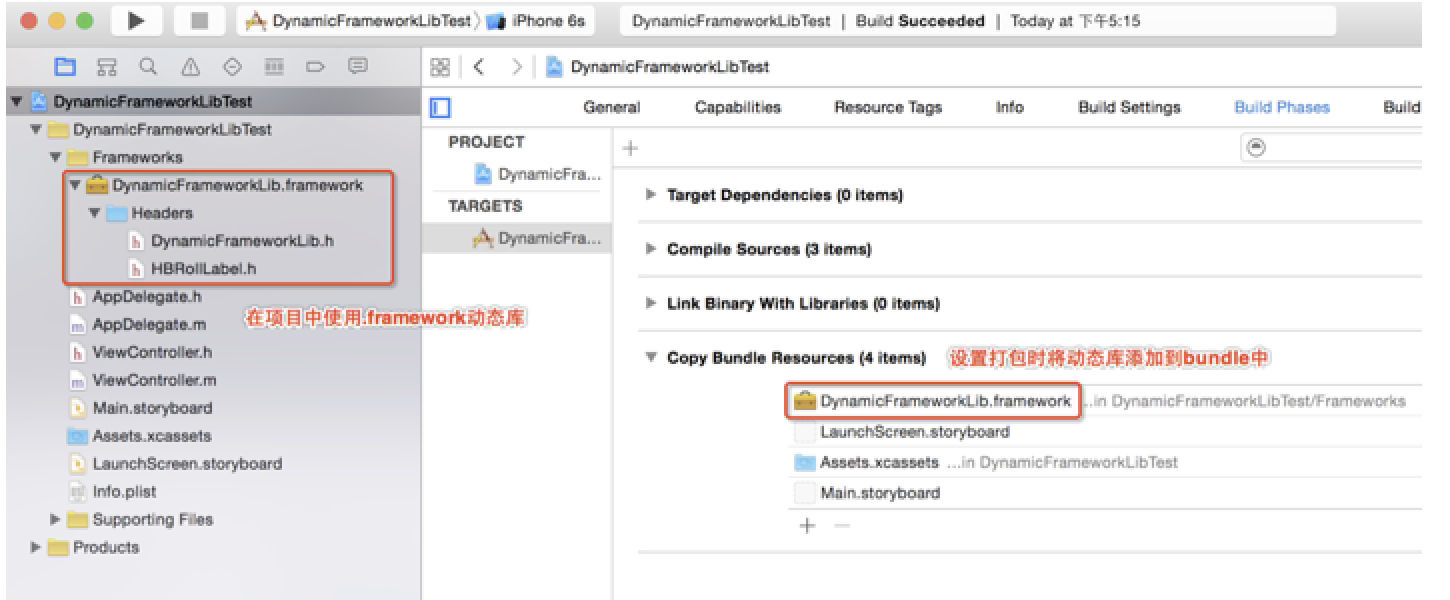 DynamicFrameworkLibTest 〉 iPhone 6s
DynamicFrameworkLibTest | Build Succeeded | Today at 下午5:15
DynamicFrameworkLibTest
General Capabilities Resource Tags Info Build Settings Build Phases Build
DynamicFrameworkLibTest
DynamicFrameworkLibTest
Frameworks
DynamicFrameworkLib.framework
Headers
DynamicFrameworkLib.h
HBRollLabel.h
AppDelegate.h
AppDelegate.m
ViewController.h
ViewController.m
Main.storyboard
Assets.xcassets
LaunchScreen.storyboard
Info.plist
Supporting Files
Products
在项目中使用.framework动态库
PROJECT
DynamicFra...
TARGETS
DynamicFra...
Target Dependencies (0 items)
Compile Sources (3 items)
Link Binary With Libraries (0 items)
Copy Bundle Resources (4 items) 设置打包时将动态库添加到bundle中
DynamicFrameworkLib.framework ...in DynamicFrameworkLibTest/Frameworks
LaunchScreen.storyboard
Assets.xcassets ...in DynamicFrameworkLibTest
Main.storyboard